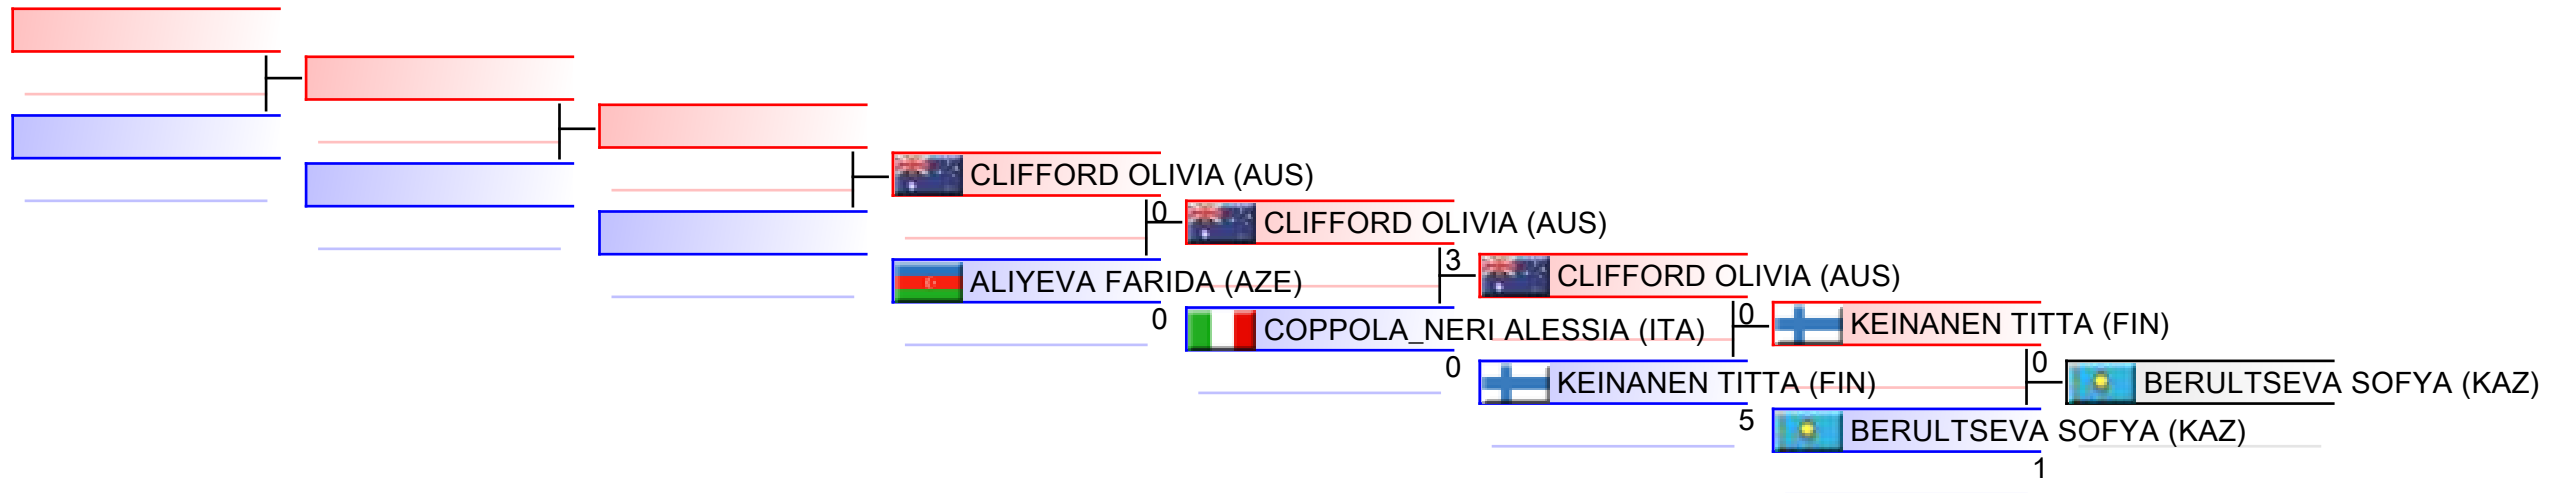 CLIFFORD OLIVIA (AUS)
0
CLIFFORD OLIVIA (AUS)
3
ALIYEVA FARIDA (AZE)
0
CLIFFORD OLIVIA (AUS)
0
COPPOLA_NERI ALESSIA (ITA)
0
KEINANEN TITTA (FIN)
0
KEINANEN TITTA (FIN)
5
BERULTSEVA SOFYA (KAZ)
BERULTSEVA SOFYA (KAZ)
1